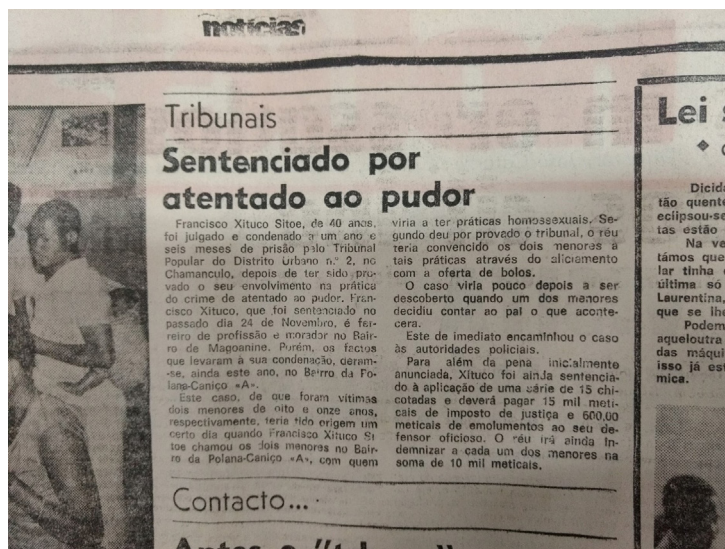 notícias
Tribunais
Sentenciado por
atentado ao pudor
Francisco Xituco Sitoe, de 40 anos,
foi julgado e condenado a um ano e
seis meses de prisão pelo Tribunal
Popular do Distrito Urbano n.º 2, no
Chamanculo, depois de ter sido pro-
vado o seu envolvimento na prática
do crime de atentado ao pudor. Fran-
cisco Xituco, que foi sentenciado no
passado dia 24 de Novembro, é fer-
reiro de profissão e morador no Bair-
ro de Magoanine. Porém, os factos
que levaram à sua condenação, deram-
-se, ainda este ano, no Bairro da Po-
lana-Caniço «A».
Este caso, de que foram vítimas
dois menores de oito e onze anos,
respectivamente, teria tido origem um
certo dia quando Francisco Xituco Si
toe chamou os dois menores no Bair-
ro da Polana-Caniço «A», com quem
viria a ter práticas homossexuais. Se-
gundo deu por provado o tribunal, o réu
teria convencido os dois menores a
tais práticas através do aliciamento
com a oferta de bolos.
O caso viria pouco depois a ser
descoberto quando um dos menores
decidiu contar ao pai o que aconte-
cera.
Este de imediato encaminhou o caso
às autoridades policiais.
Para além da pena inicialmente
anunciada, Xituco foi ainda sentencia-
do à aplicação de uma série de 15 chi-
cotadas e deverá pagar 15 mil meti-
cais de imposto de justiça e 600,00
meticais de emolumentos ao seu de-
fensor oficioso. O réu irá ainda in-
demnizar a cada um dos menores na
soma de 10 mil meticais.
Contacto...
Lei
Dicida
tão quente
eclipsou-se
tas estão
Na ve
támos que
lar tinha
última só
Laurentina,
que se lhe
Podem
aqueloutra
das máqui
isso já est
mica.